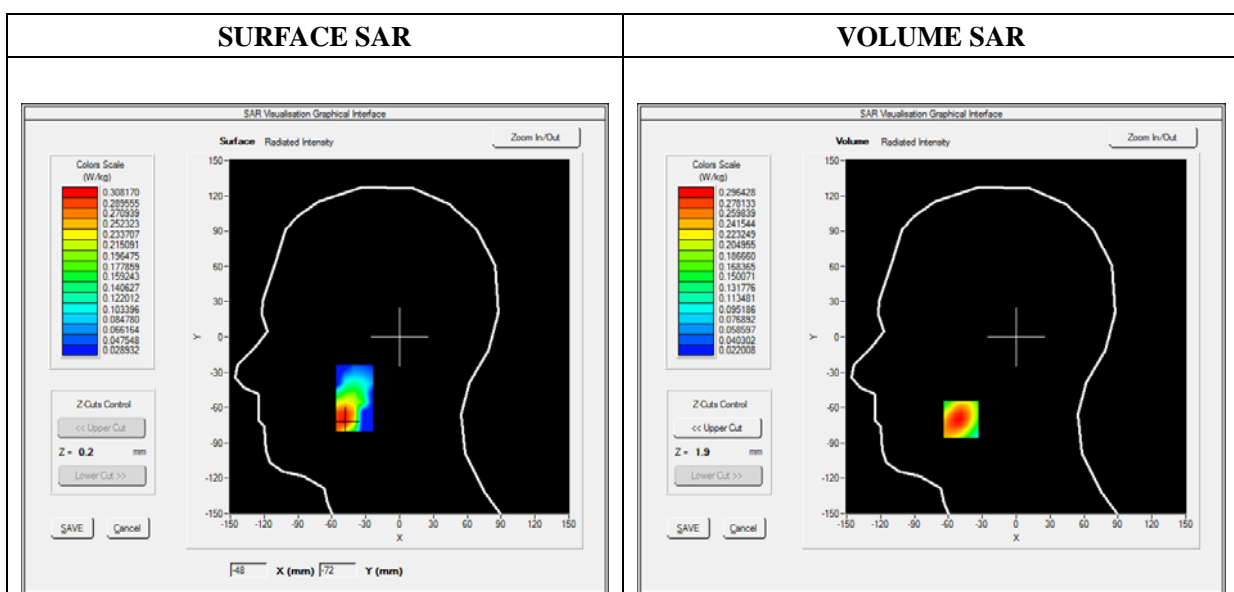 SURFACE SAR
VOLUME SAR
SAR Visualisation Graphical Interface
Surface Radiated Intensity
Zoom In/Out
Colors Scale
(W/kg)
0.308170
0.289555
0.270939
0.252323
0.233707
0.215091
0.196475
0.177859
0.159243
0.140627
0.122012
0.103396
0.084780
0.066164
0.047548
0.028932
Z-Cuts Control
<< Upper Cut
Z = 0.2 mm
Lower Cut >>
SAVE Cancel
150
120
90
60
30
Y 0
-30
-60
-90
-120
-150
-150 -120 -90 -60 -30 0 30 60 90 120 150
X
-48 X (mm) -72 Y (mm)
SAR Visualisation Graphical Interface
Volume Radiated Intensity
Zoom In/Out
Colors Scale
(W/kg)
0.296428
0.278133
0.259839
0.241544
0.223249
0.204955
0.186660
0.168365
0.150071
0.131776
0.113481
0.095186
0.076892
0.058597
0.040302
0.022008
Z-Cuts Control
<< Upper Cut
Z = 1.9 mm
Lower Cut >>
SAVE Cancel
150
120
90
60
30
Y 0
-30
-60
-90
-120
-150
-150 -120 -90 -60 -30 0 30 60 90 120 150
X